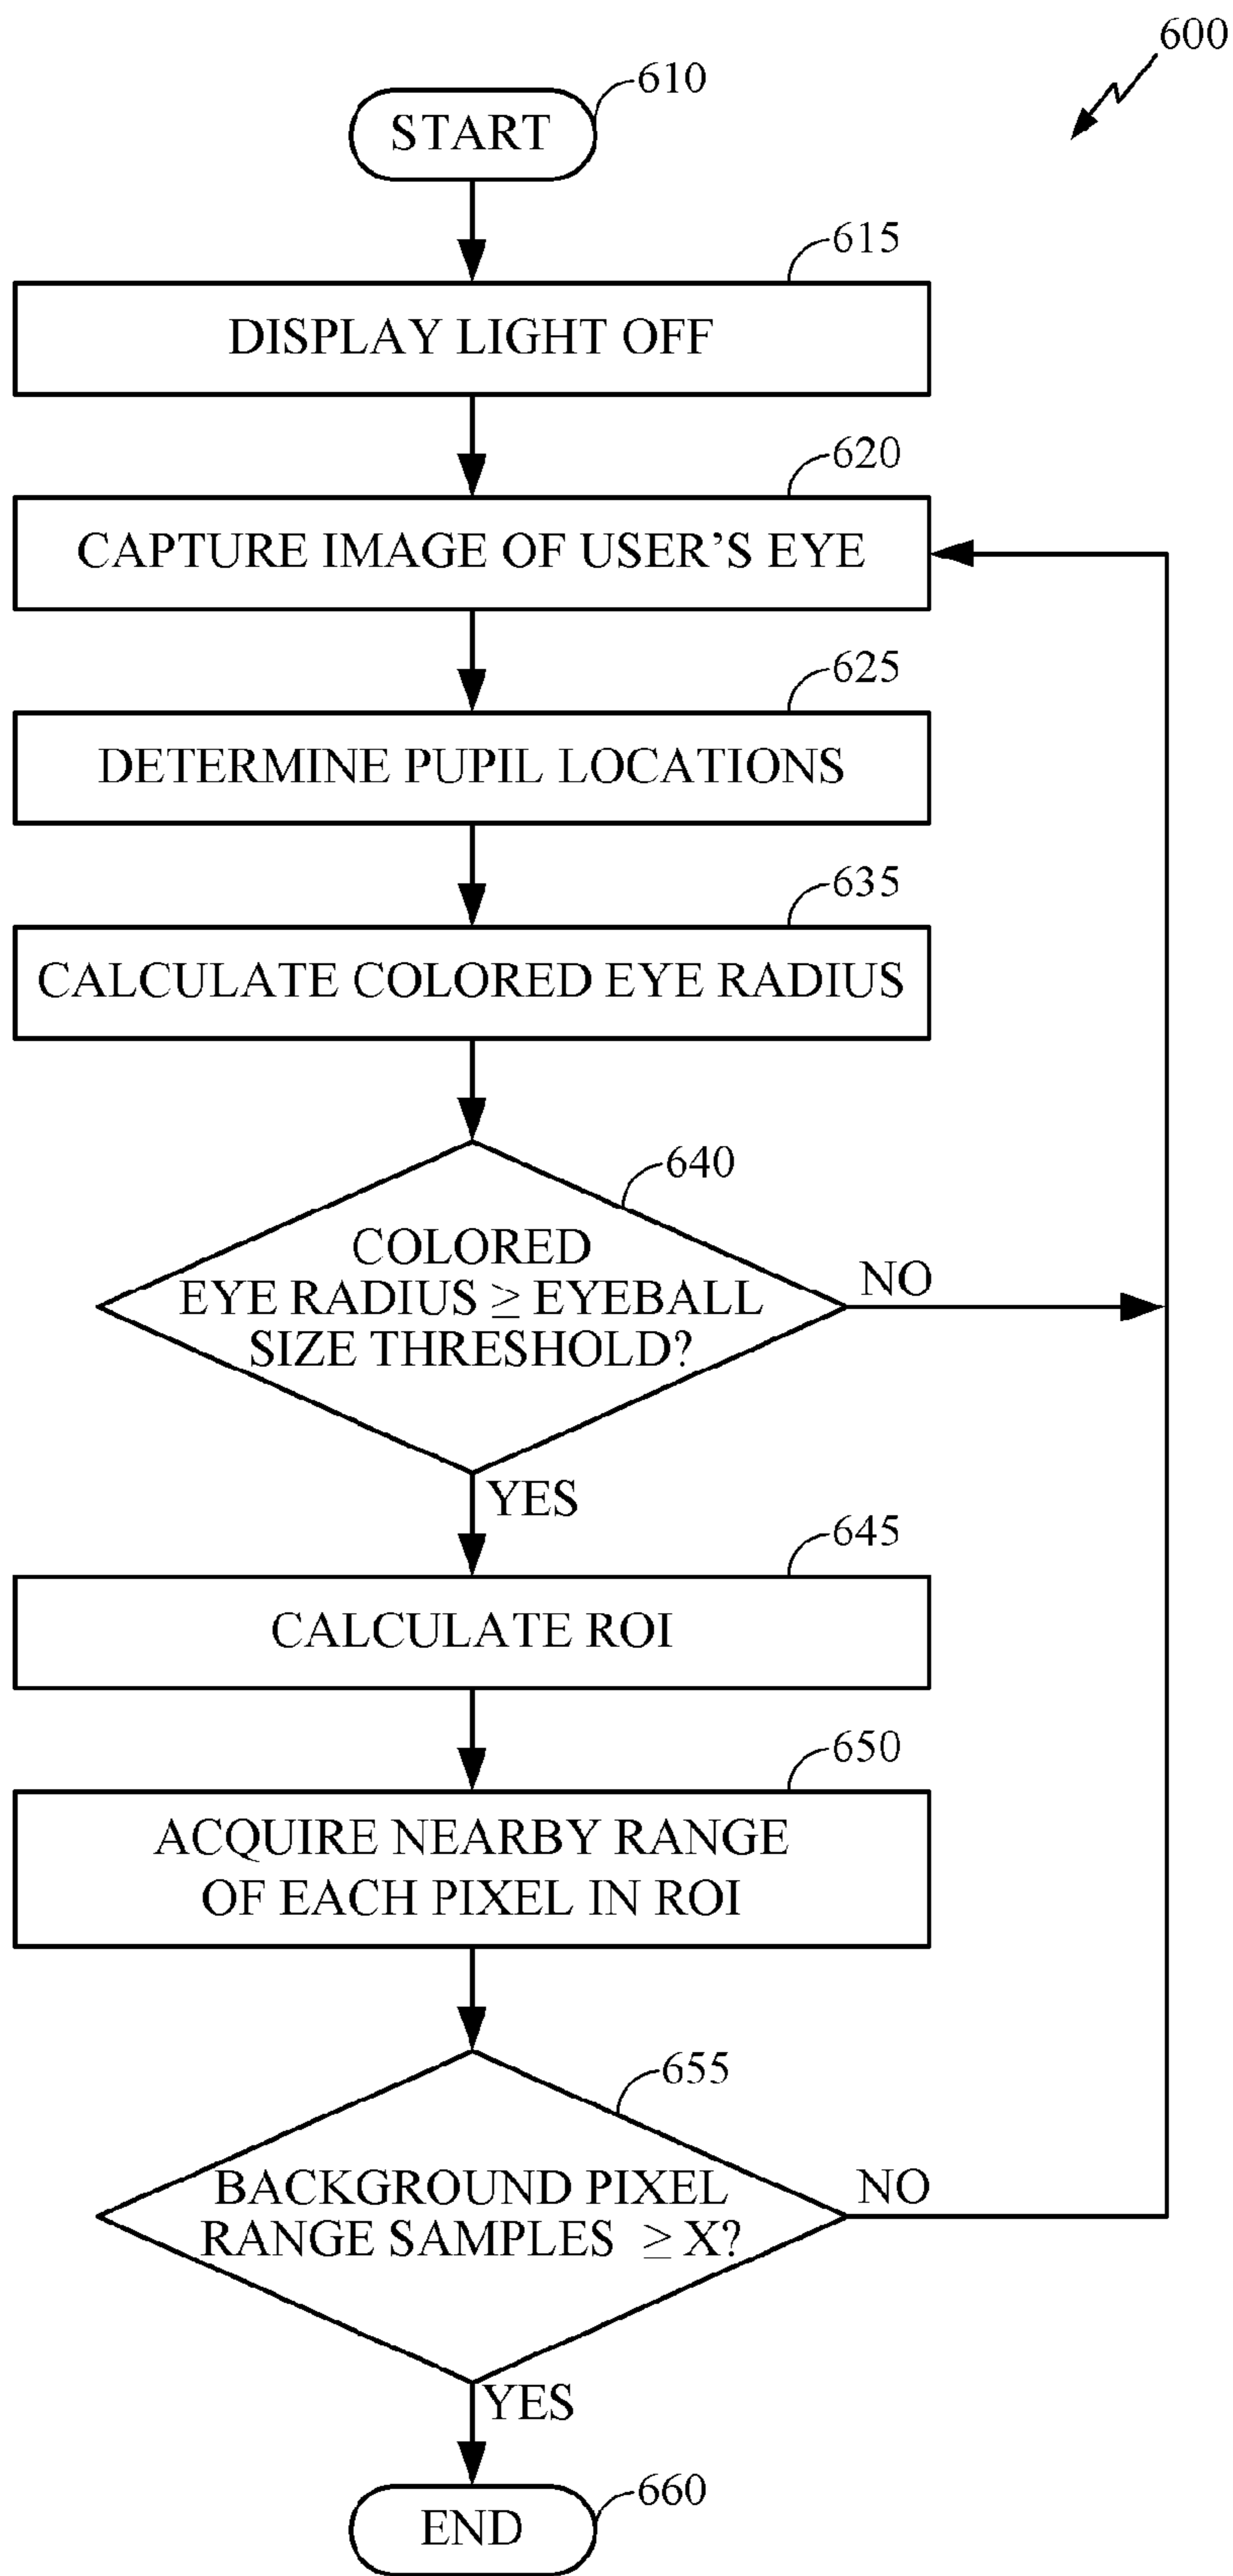 600
610
START
615
DISPLAY LIGHT OFF
620
CAPTURE IMAGE OF USER'S EYE
625
DETERMINE PUPIL LOCATIONS
635
CALCULATE COLORED EYE RADIUS
640
COLORED
EYE RADIUS ≥ EYEBALL
SIZE THRESHOLD?
NO
YES
645
CALCULATE ROI
650
ACQUIRE NEARBY RANGE
OF EACH PIXEL IN ROI
655
BACKGROUND PIXEL
RANGE SAMPLES ≥ X?
NO
YES
660
END